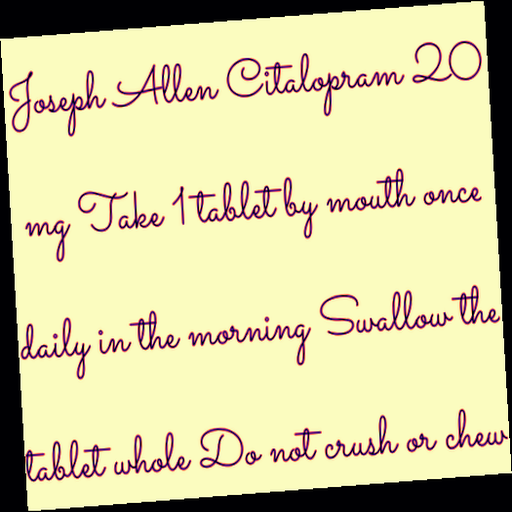 Joseph Allen Citalopram 20
mg Take 1 tablet by mouth once
daily in the morning Swallow the
tablet whole Do not crush or chew